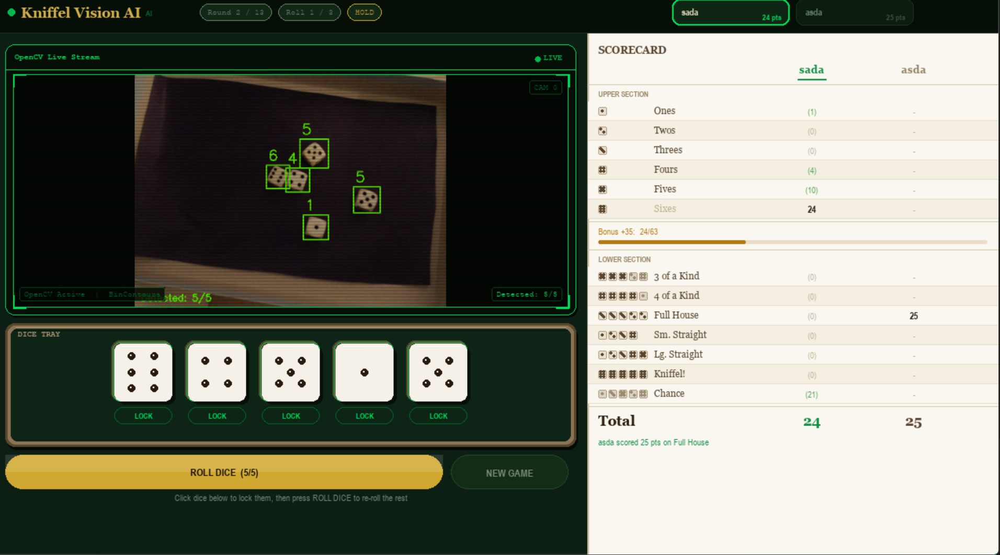 Kniffel Vision AI AI
Round 2 / 13
Roll 1 / 3
HOLD
sada
24 pts
asda
25 pts
OpenCV Live Stream
LIVE
CAM 0
5
6 4
5
1
OpenCV Active | BinContours
Detected: 5/5
Detected: 5/5
DICE TRAY
LOCK LOCK LOCK LOCK LOCK
ROLL DICE (5/5)
NEW GAME
Click dice below to lock them, then press ROLL DICE to re-roll the rest
SCORECARD
sada asda
UPPER SECTION
Ones (1) -
Twos (0) -
Threes (0) -
Fours (4) -
Fives (10) -
Sixes 24 -
Bonus +35: 24/63
LOWER SECTION
3 of a Kind (0) -
4 of a Kind (0) -
Full House (0) 25
Sm. Straight (0) -
Lg. Straight (0) -
Kniffel! (0) -
Chance (21) -
Total 24 25
asda scored 25 pts on Full House